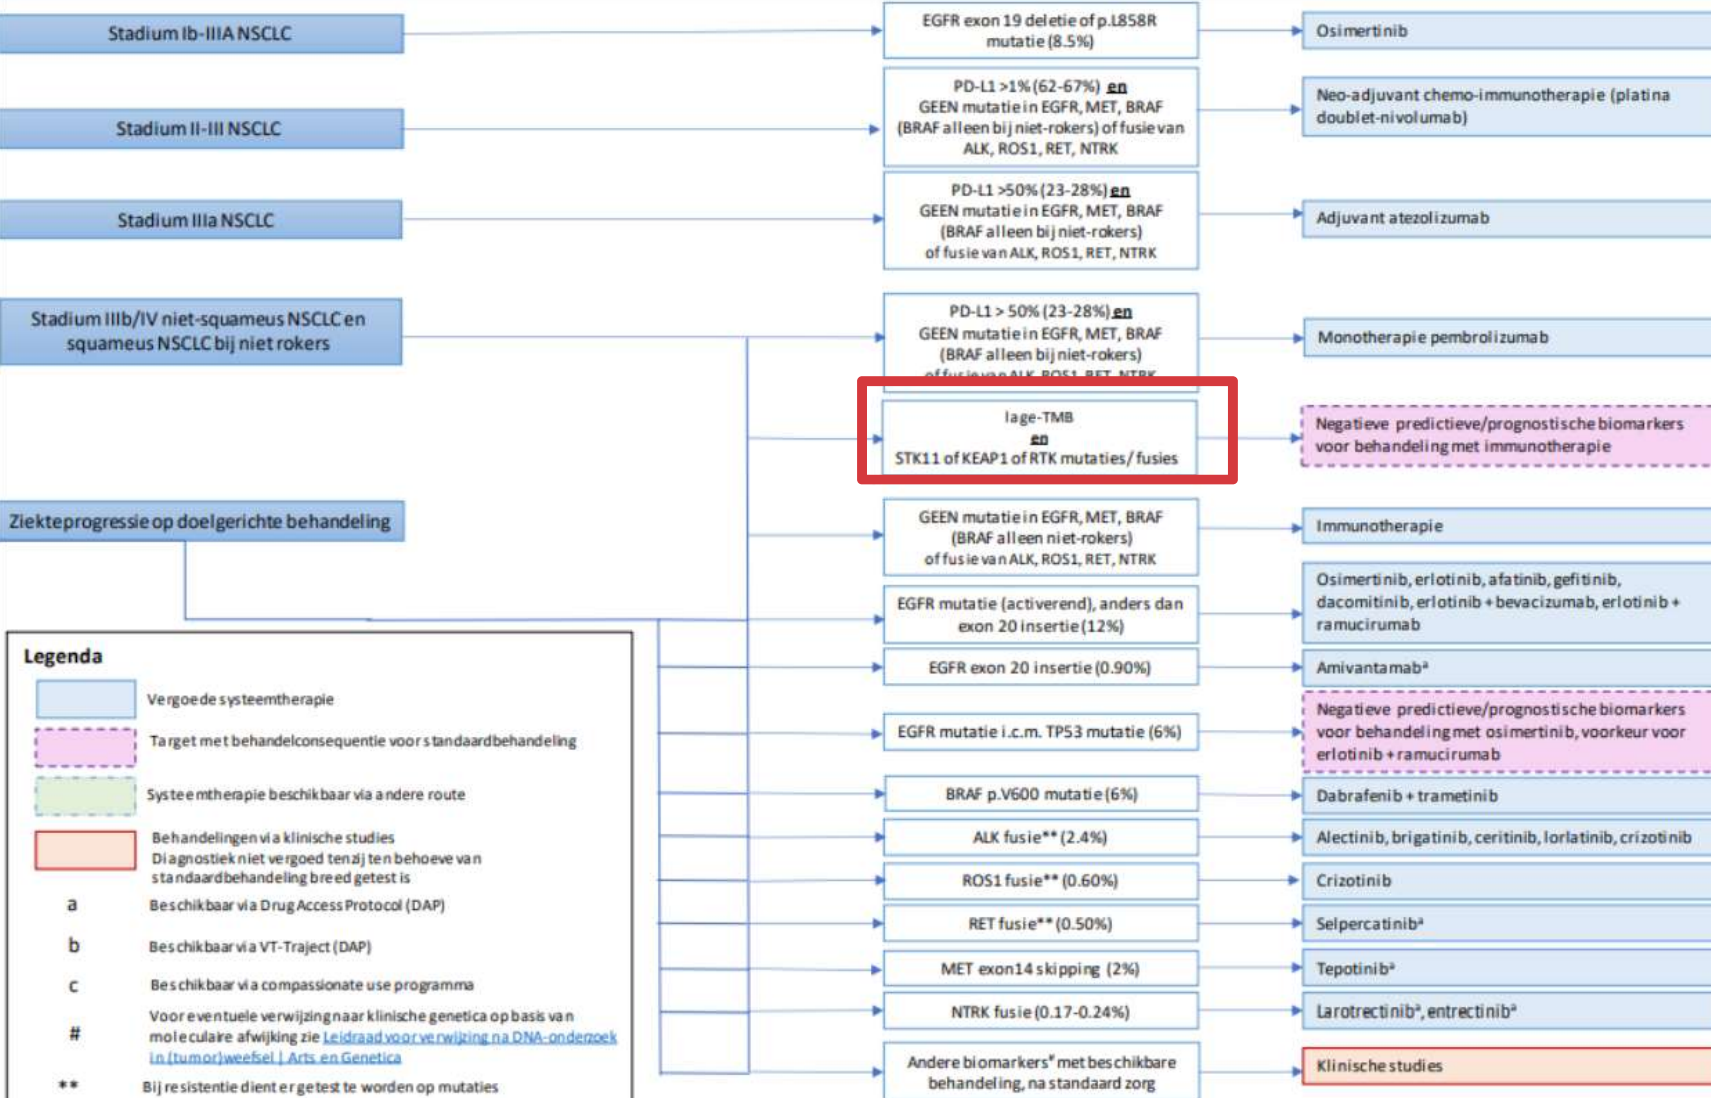 Stadium Ib-IIIA NSCLC
EGFR exon 19 deletie of p.L858R
mutatie (8.5%)
Osimertinib
Stadium II-III NSCLC
PD-L1 >1% (62-67%) en
GEEN mutatie in EGFR, MET, BRAF
(BRAF alleen bij niet-rokers) of fusie van
ALK, ROS1, RET, NTRK
Neo-adjuvant chemo-immunotherapie (platina
doublet-nivolumab)
Stadium IIIa NSCLC
PD-L1 >50% (23-28%) en
GEEN mutatie in EGFR, MET, BRAF
(BRAF alleen bij niet-rokers)
of fusie van ALK, ROS1, RET, NTRK
Adjuvant atezolizumab
Stadium IIIb/IV niet-squameus NSCLC en
squameus NSCLC bij niet rokers
PD-L1 > 50% (23-28%) en
GEEN mutatie in EGFR, MET, BRAF
(BRAF alleen bij niet-rokers)
of fusie van ALK, ROS1, RET, NTRK
Monotherapie pembrolizumab
lage-TMB
en
STK11 of KEAP1 of RTK mutaties/ fusies
Negatieve predictieve/prognostische biomarkers
voor behandeling met immunotherapie
Ziekteprogressie op doelgerichte behandeling
GEEN mutatie in EGFR, MET, BRAF
(BRAF alleen niet-rokers)
of fusie van ALK, ROS1, RET, NTRK
Immunotherapie
EGFR mutatie (activerend), anders dan
exon 20 insertie (12%)
Osimertinib, erlotinib, afatinib, gefitinib,
dacomitinib, erlotinib + bevacizumab, erlotinib +
ramucirumab
EGFR exon 20 insertie (0.90%)
Amivantamabᵃ
EGFR mutatie i.c.m. TP53 mutatie (6%)
Negatieve predictieve/prognostische biomarkers
voor behandeling met osimertinib, voorkeur voor
erlotinib + ramucirumab
BRAF p.V600 mutatie (6%)
Dabrafenib + trametinib
ALK fusie** (2.4%)
Alectinib, brigatinib, ceritinib, lorlatinib, crizotinib
ROS1 fusie** (0.60%)
Crizotinib
RET fusie** (0.50%)
Selpercatinibᵃ
MET exon14 skipping (2%)
Tepotinibᵃ
NTRK fusie (0.17-0.24%)
Larotrectinibᵃ, entrectinibᵃ
Andere biomarkers# met beschikbare
behandeling, na standaard zorg
Klinische studies
Legenda
Vergoede systeemtherapie
Target met behandelconsequentie voor standaardbehandeling
Systeemtherapie beschikbaar via andere route
Behandelingen via klinische studies
Diagnostiek niet vergoed tenzij ten behoeve van
standaardbehandeling breed getest is
a Beschikbaar via Drug Access Protocol (DAP)
b Beschikbaar via VT-Traject (DAP)
c Beschikbaar via compassionate use programma
# Voor eventuele verwijzing naar klinische genetica op basis van
moleculaire afwijking zie Leidraad voor verwijzing na DNA-onderzoek
in (tumor)weefsel | Arts en Genetica
** Bij resistentie dient er getest te worden op mutaties